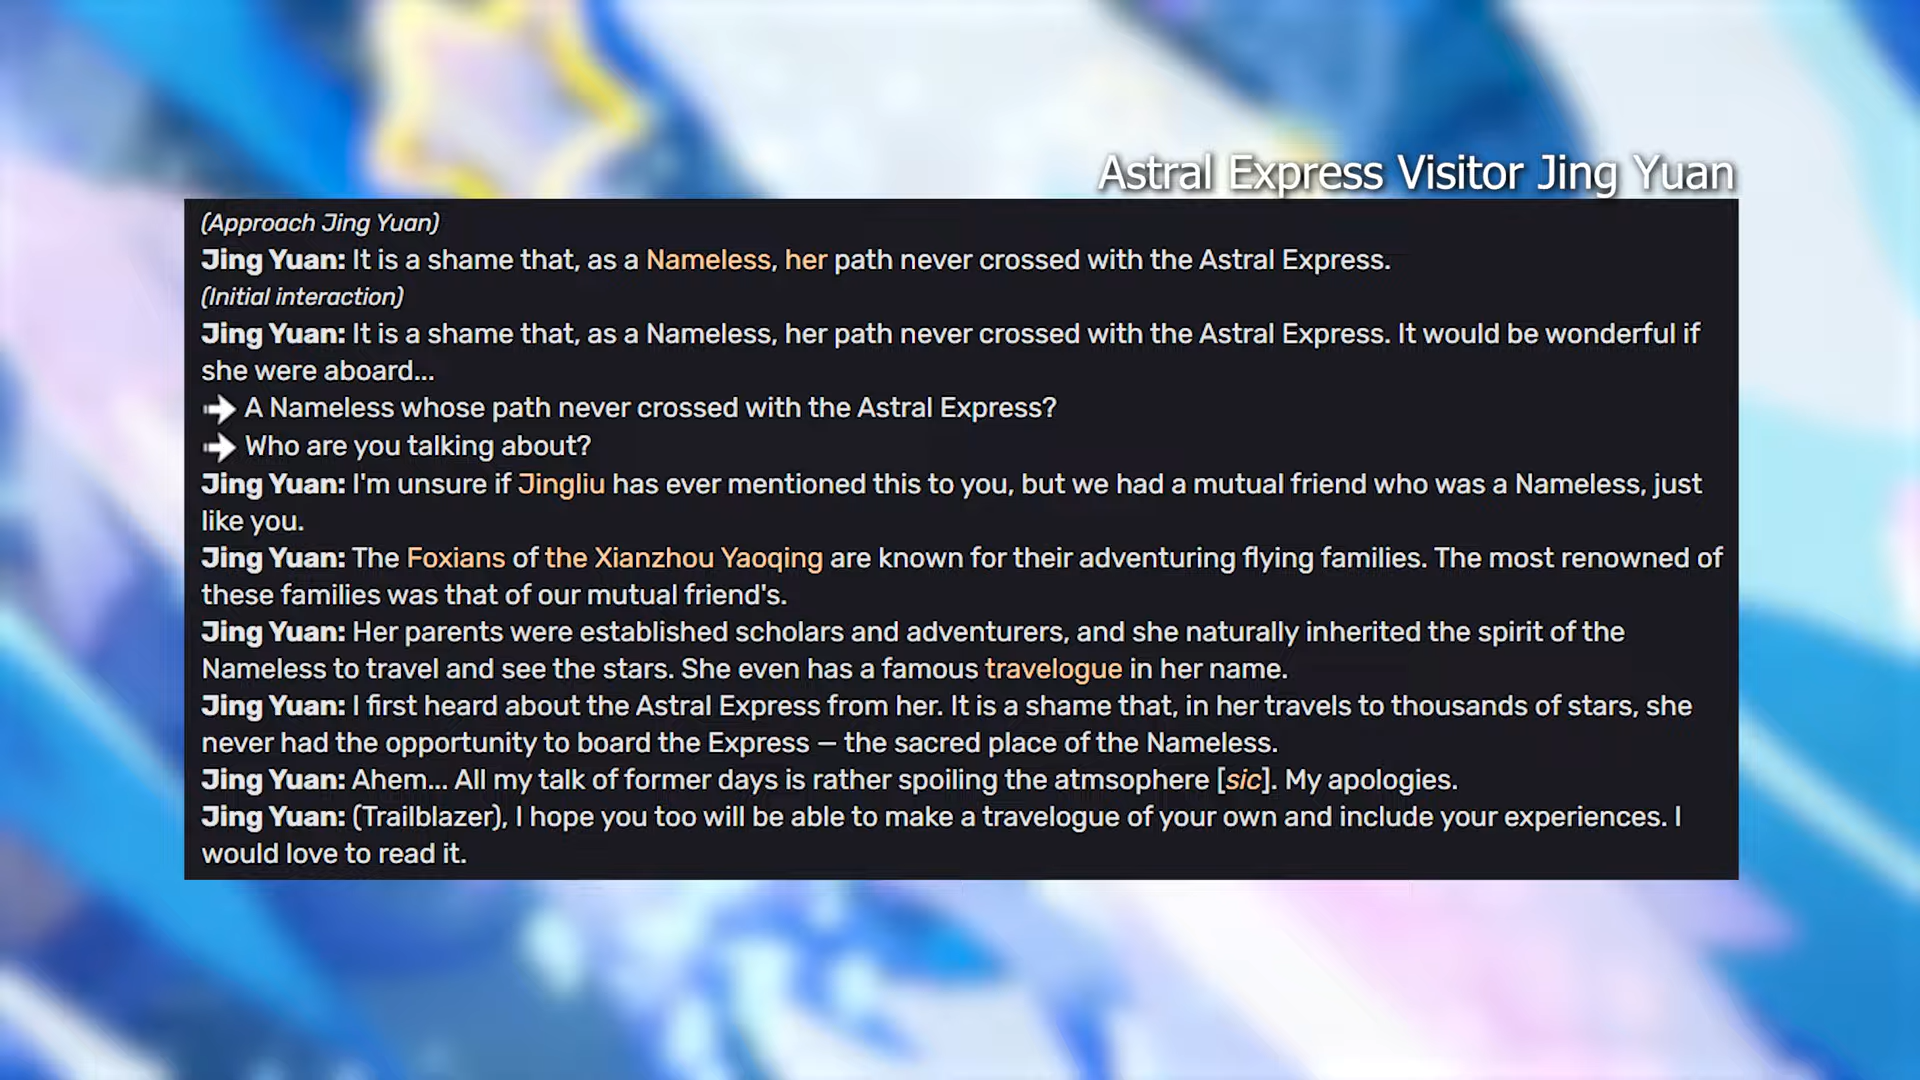 Astral Express Visitor Jing Yuan
(Approach Jing Yuan)
Jing Yuan: It is a shame that, as a Nameless, her path never crossed with the Astral Express.
(Initial interaction)
Jing Yuan: It is a shame that, as a Nameless, her path never crossed with the Astral Express. It would be wonderful if
she were aboard...
A Nameless whose path never crossed with the Astral Express?
Who are you talking about?
Jing Yuan: I'm unsure if Jingliu has ever mentioned this to you, but we had a mutual friend who was a Nameless, just
like you.
Jing Yuan: The Foxians of the Xianzhou Yaoqing are known for their adventuring flying families. The most renowned of
these families was that of our mutual friend's.
Jing Yuan: Her parents were established scholars and adventurers, and she naturally inherited the spirit of the
Nameless to travel and see the stars. She even has a famous travelogue in her name.
Jing Yuan: I first heard about the Astral Express from her. It is a shame that, in her travels to thousands of stars, she
never had the opportunity to board the Express — the sacred place of the Nameless.
Jing Yuan: Ahem... All my talk of former days is rather spoiling the atmsophere [sic]. My apologies.
Jing Yuan: (Trailblazer), I hope you too will be able to make a travelogue of your own and include your experiences. I
would love to read it.